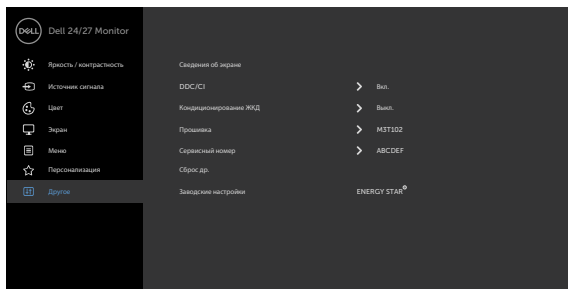 DELL Dell 24/27 Monitor
Яркость / контрастность
Сведения об экране
Источник сигнала
DDC/CI
Вкл.
Цвет
Кондиционирование ЖКД
Выкл.
Экран
Прошивка
M3T102
Меню
Сервисный номер
ABCDEF
Персонализация
Сброс др.
Другое
Заводские настройки
ENERGY STAR®